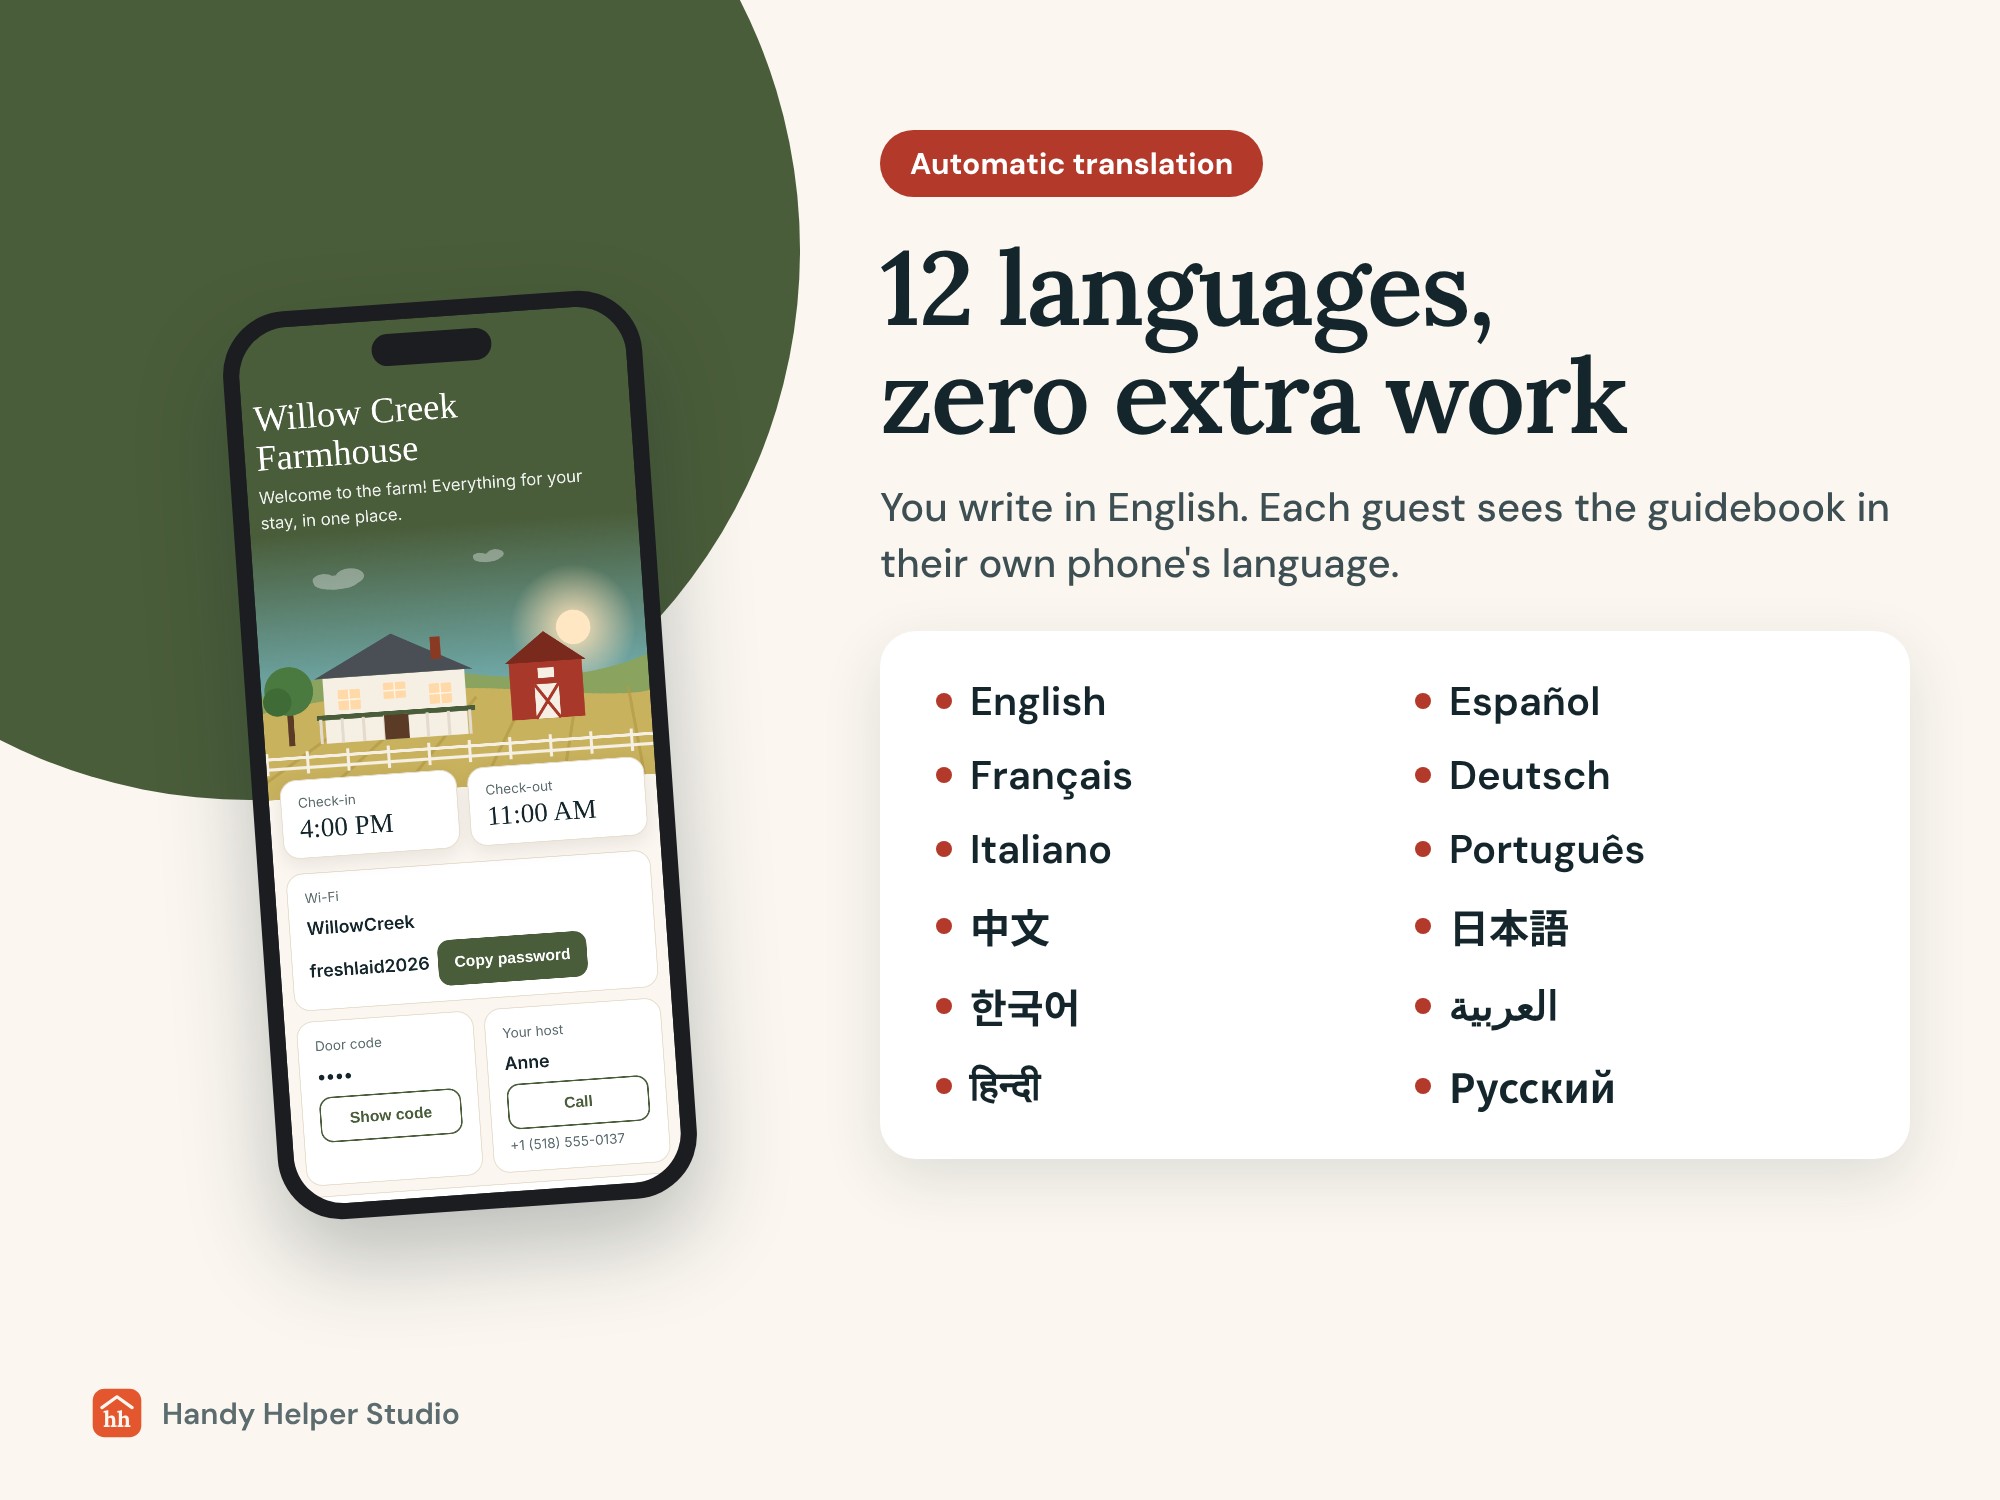 Automatic translation
12 languages,
zero extra work
You write in English. Each guest sees the guidebook in
their own phone's language.
English
Español
Français
Deutsch
Italiano
Português
中文
日本語
한국어
العربية
हिन्दी
Русский
Willow Creek
Farmhouse
Welcome to the farm! Everything for your
stay, in one place.
Check-in
4:00 PM
Check-out
11:00 AM
Wi-Fi
WillowCreek
freshlaid2026
Copy password
Door code
••••
Show code
Your host
Anne
Call
+1 (518) 555-0137
hh
Handy Helper Studio